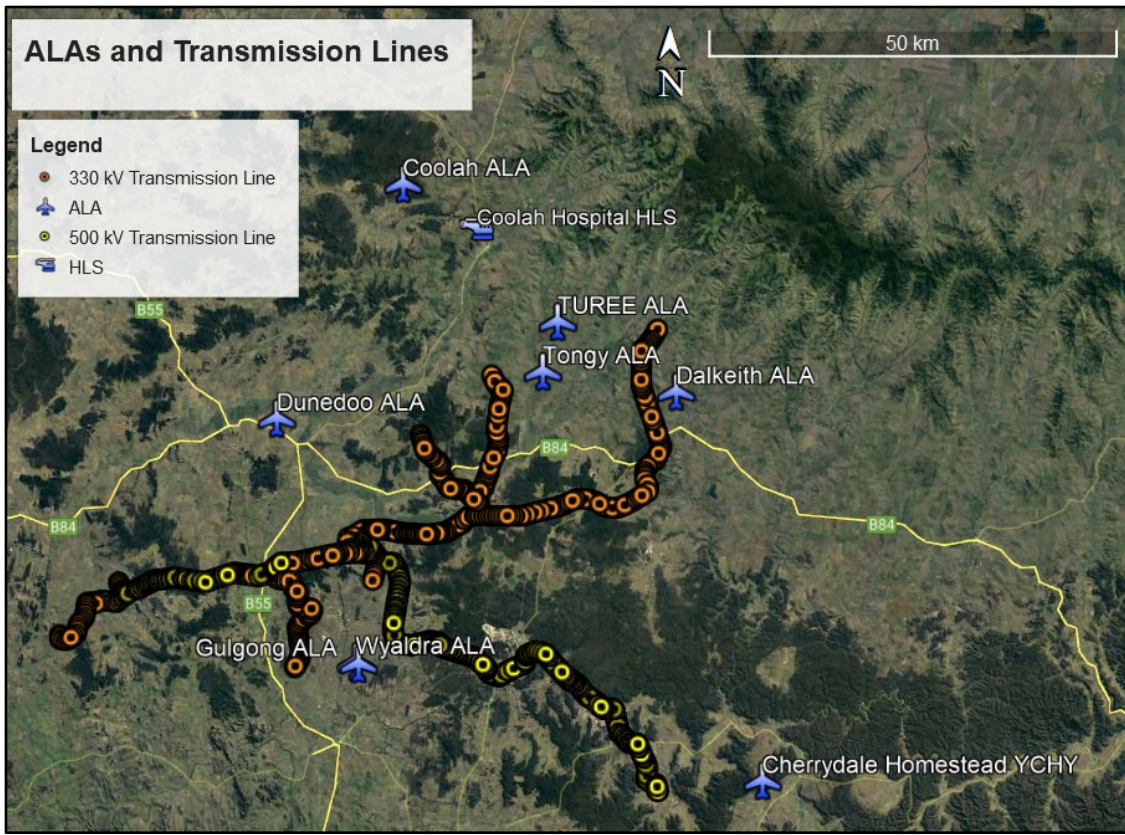 ALAs and Transmission Lines
N
50 km
Legend
330 kV Transmission Line
ALA
500 kV Transmission Line
HLS
Coolah ALA
Coolah Hospital HLS
B55
TUREE ALA
Tongy ALA
Dalkeith ALA
Dunedoo ALA
B84
B84
B84
B55
Gulgong ALA
Wyaldra ALA
Cherrydale Homestead YCHY